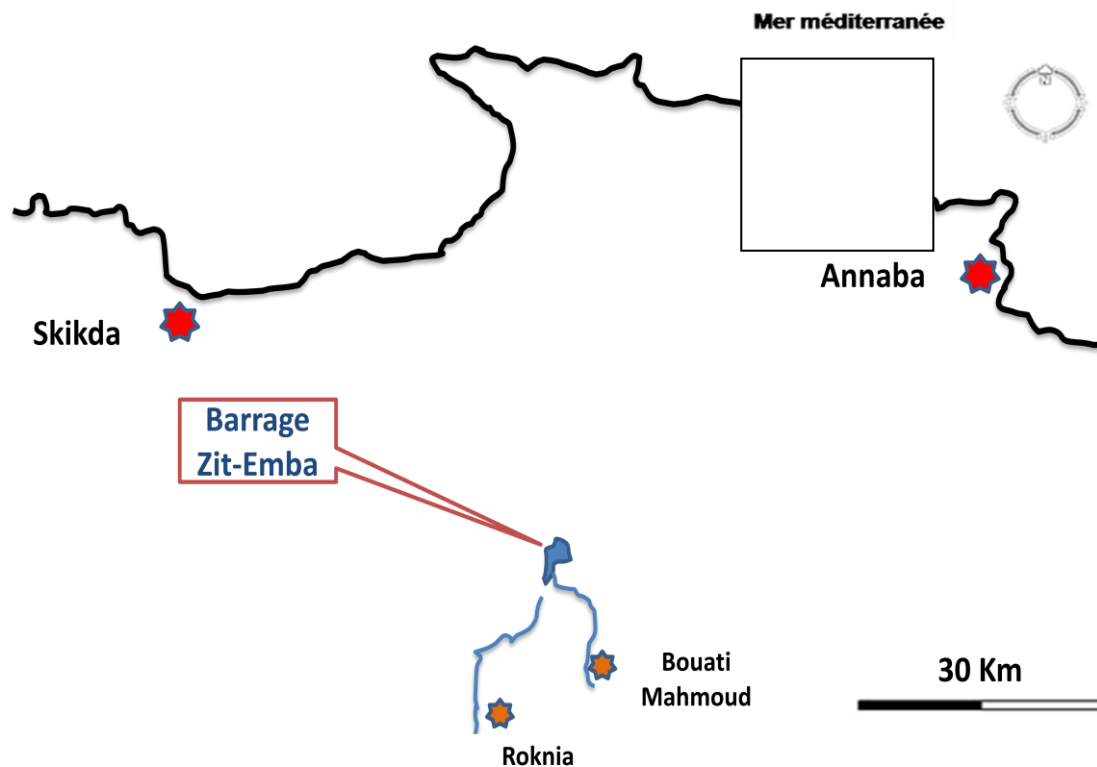 Mer méditerranée
N
Annaba
Skikda
Barrage
Zit-Emba
Bouati
Mahmoud
30 Km
Roknia